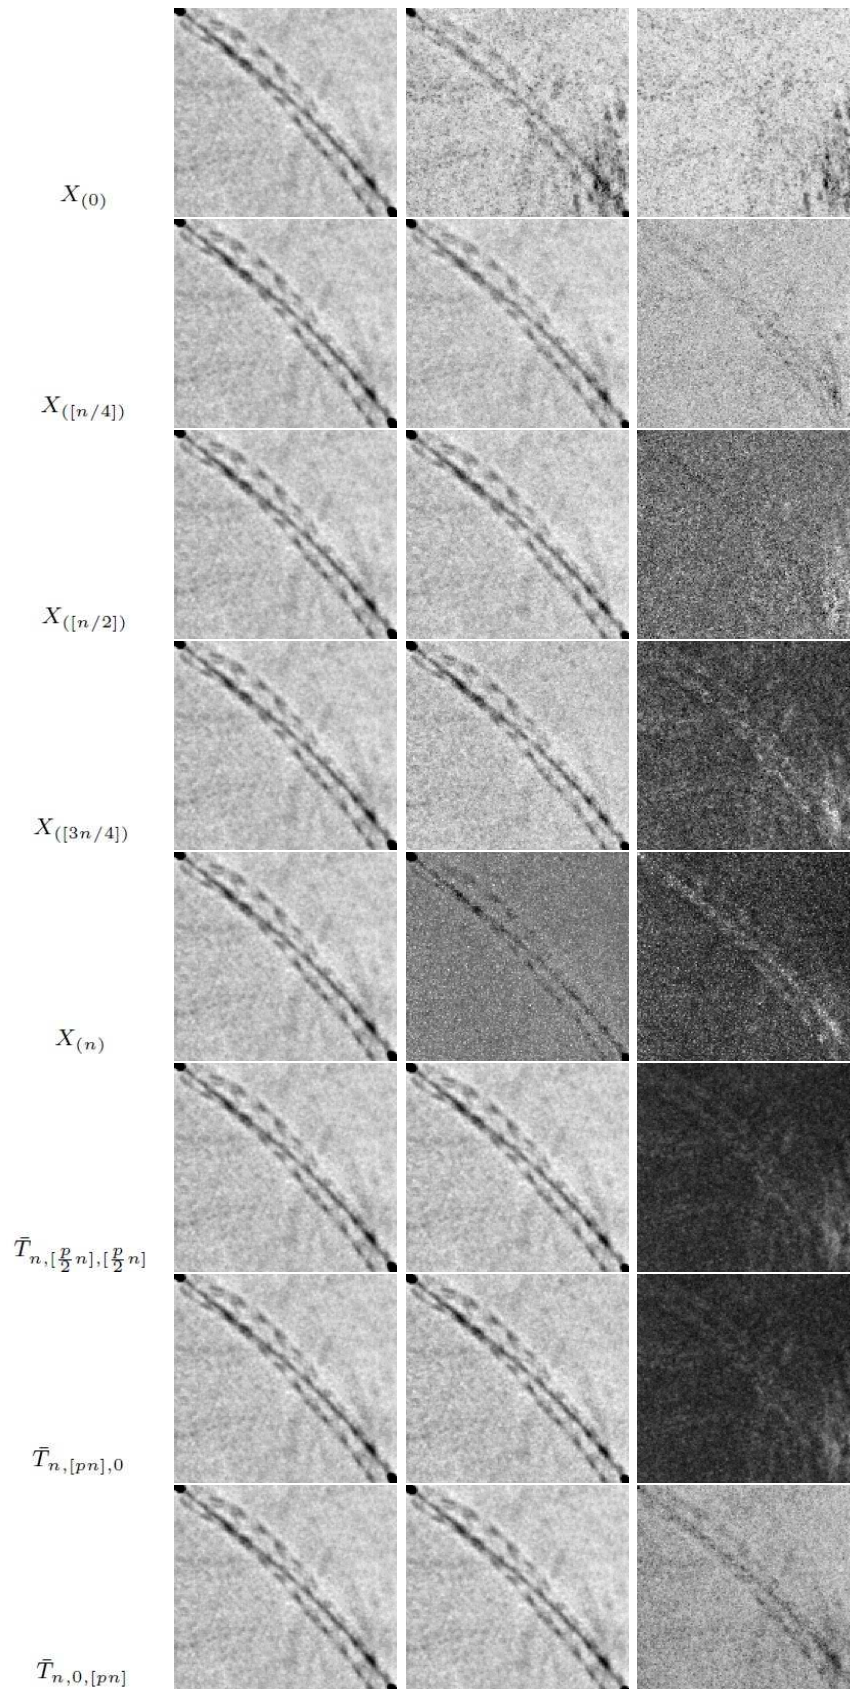 X_{(0)}
X_{([n/4])}
X_{([n/2])}
X_{([3n/4])}
X_{(n)}
\bar{T}_{n,[\frac{p}{2}n],[\frac{p}{2}n]}
\bar{T}_{n,[pn],0}
\bar{T}_{n,0,[pn]}